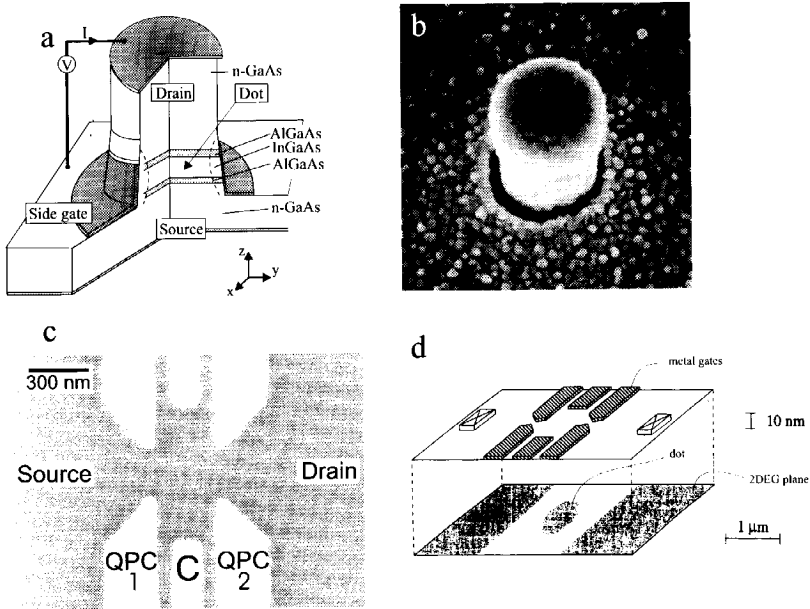 a
I
V
n-GaAs
Drain
Dot
AlGaAs
InGaAs
AlGaAs
Side gate
n-GaAs
Source
z
y
x
b
c
300 nm
Source
Drain
QPC
1
C
QPC
2
d
metal gates
10 nm
dot
2DEG plane
1 μm